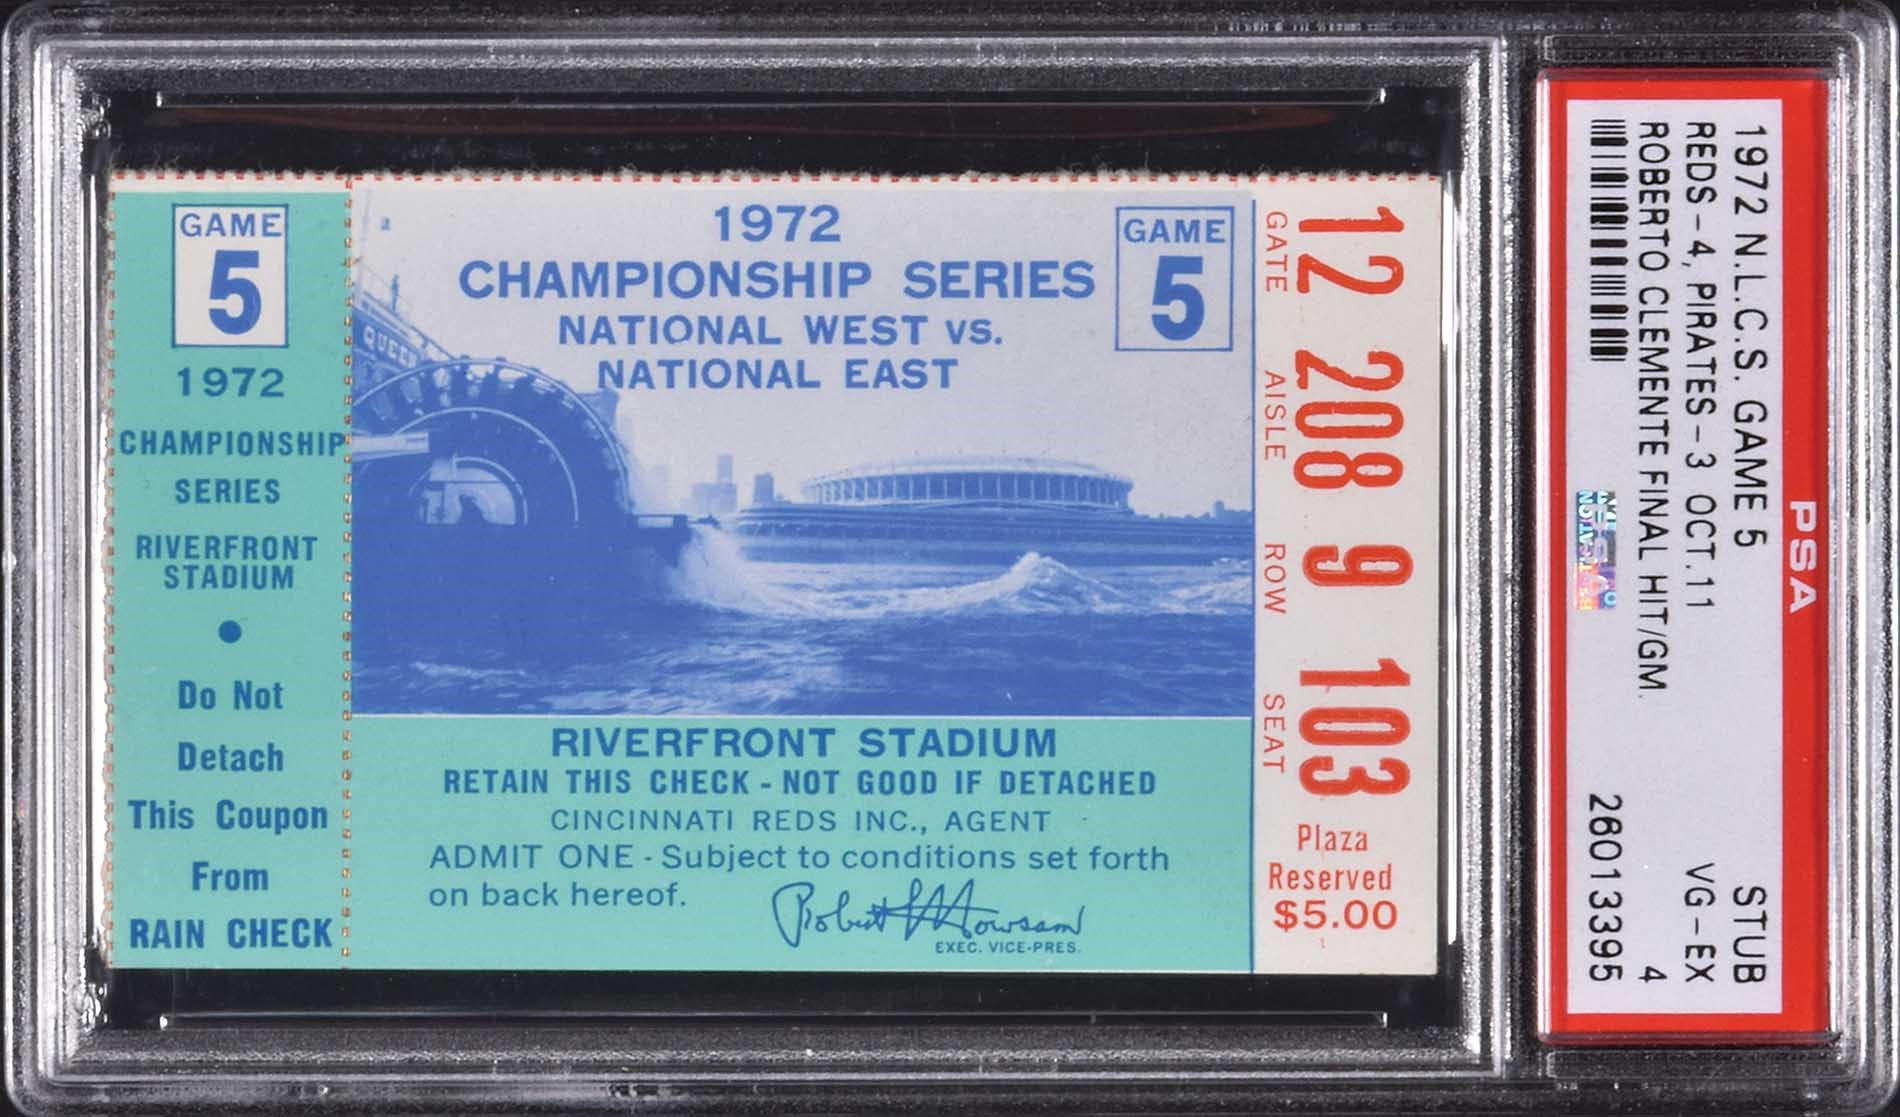 GAME
5
1972
CHAMPIONSHIP
SERIES
RIVERFRONT
STADIUM
Do Not
Detach
This Coupon
From
RAIN CHECK
QUEEN
1972
CHAMPIONSHIP SERIES
NATIONAL WEST VS.
NATIONAL EAST
GAME
5
RIVERFRONT STADIUM
RETAIN THIS CHECK - NOT GOOD IF DETACHED
CINCINNATI REDS INC., AGENT
ADMIT ONE - Subject to conditions set forth
on back hereof.
Robert L Howsam
EXEC. VICE-PRES.
12
GATE
208
AISLE
9
ROW
103
SEAT
Plaza
Reserved
$5.00
PSA
1972 N.L.C.S. GAME 5 STUB
REDS-4, PIRATES-3 OCT.11 VG-EX
ROBERTO CLEMENTE FINAL HIT/GM. 4
26013395